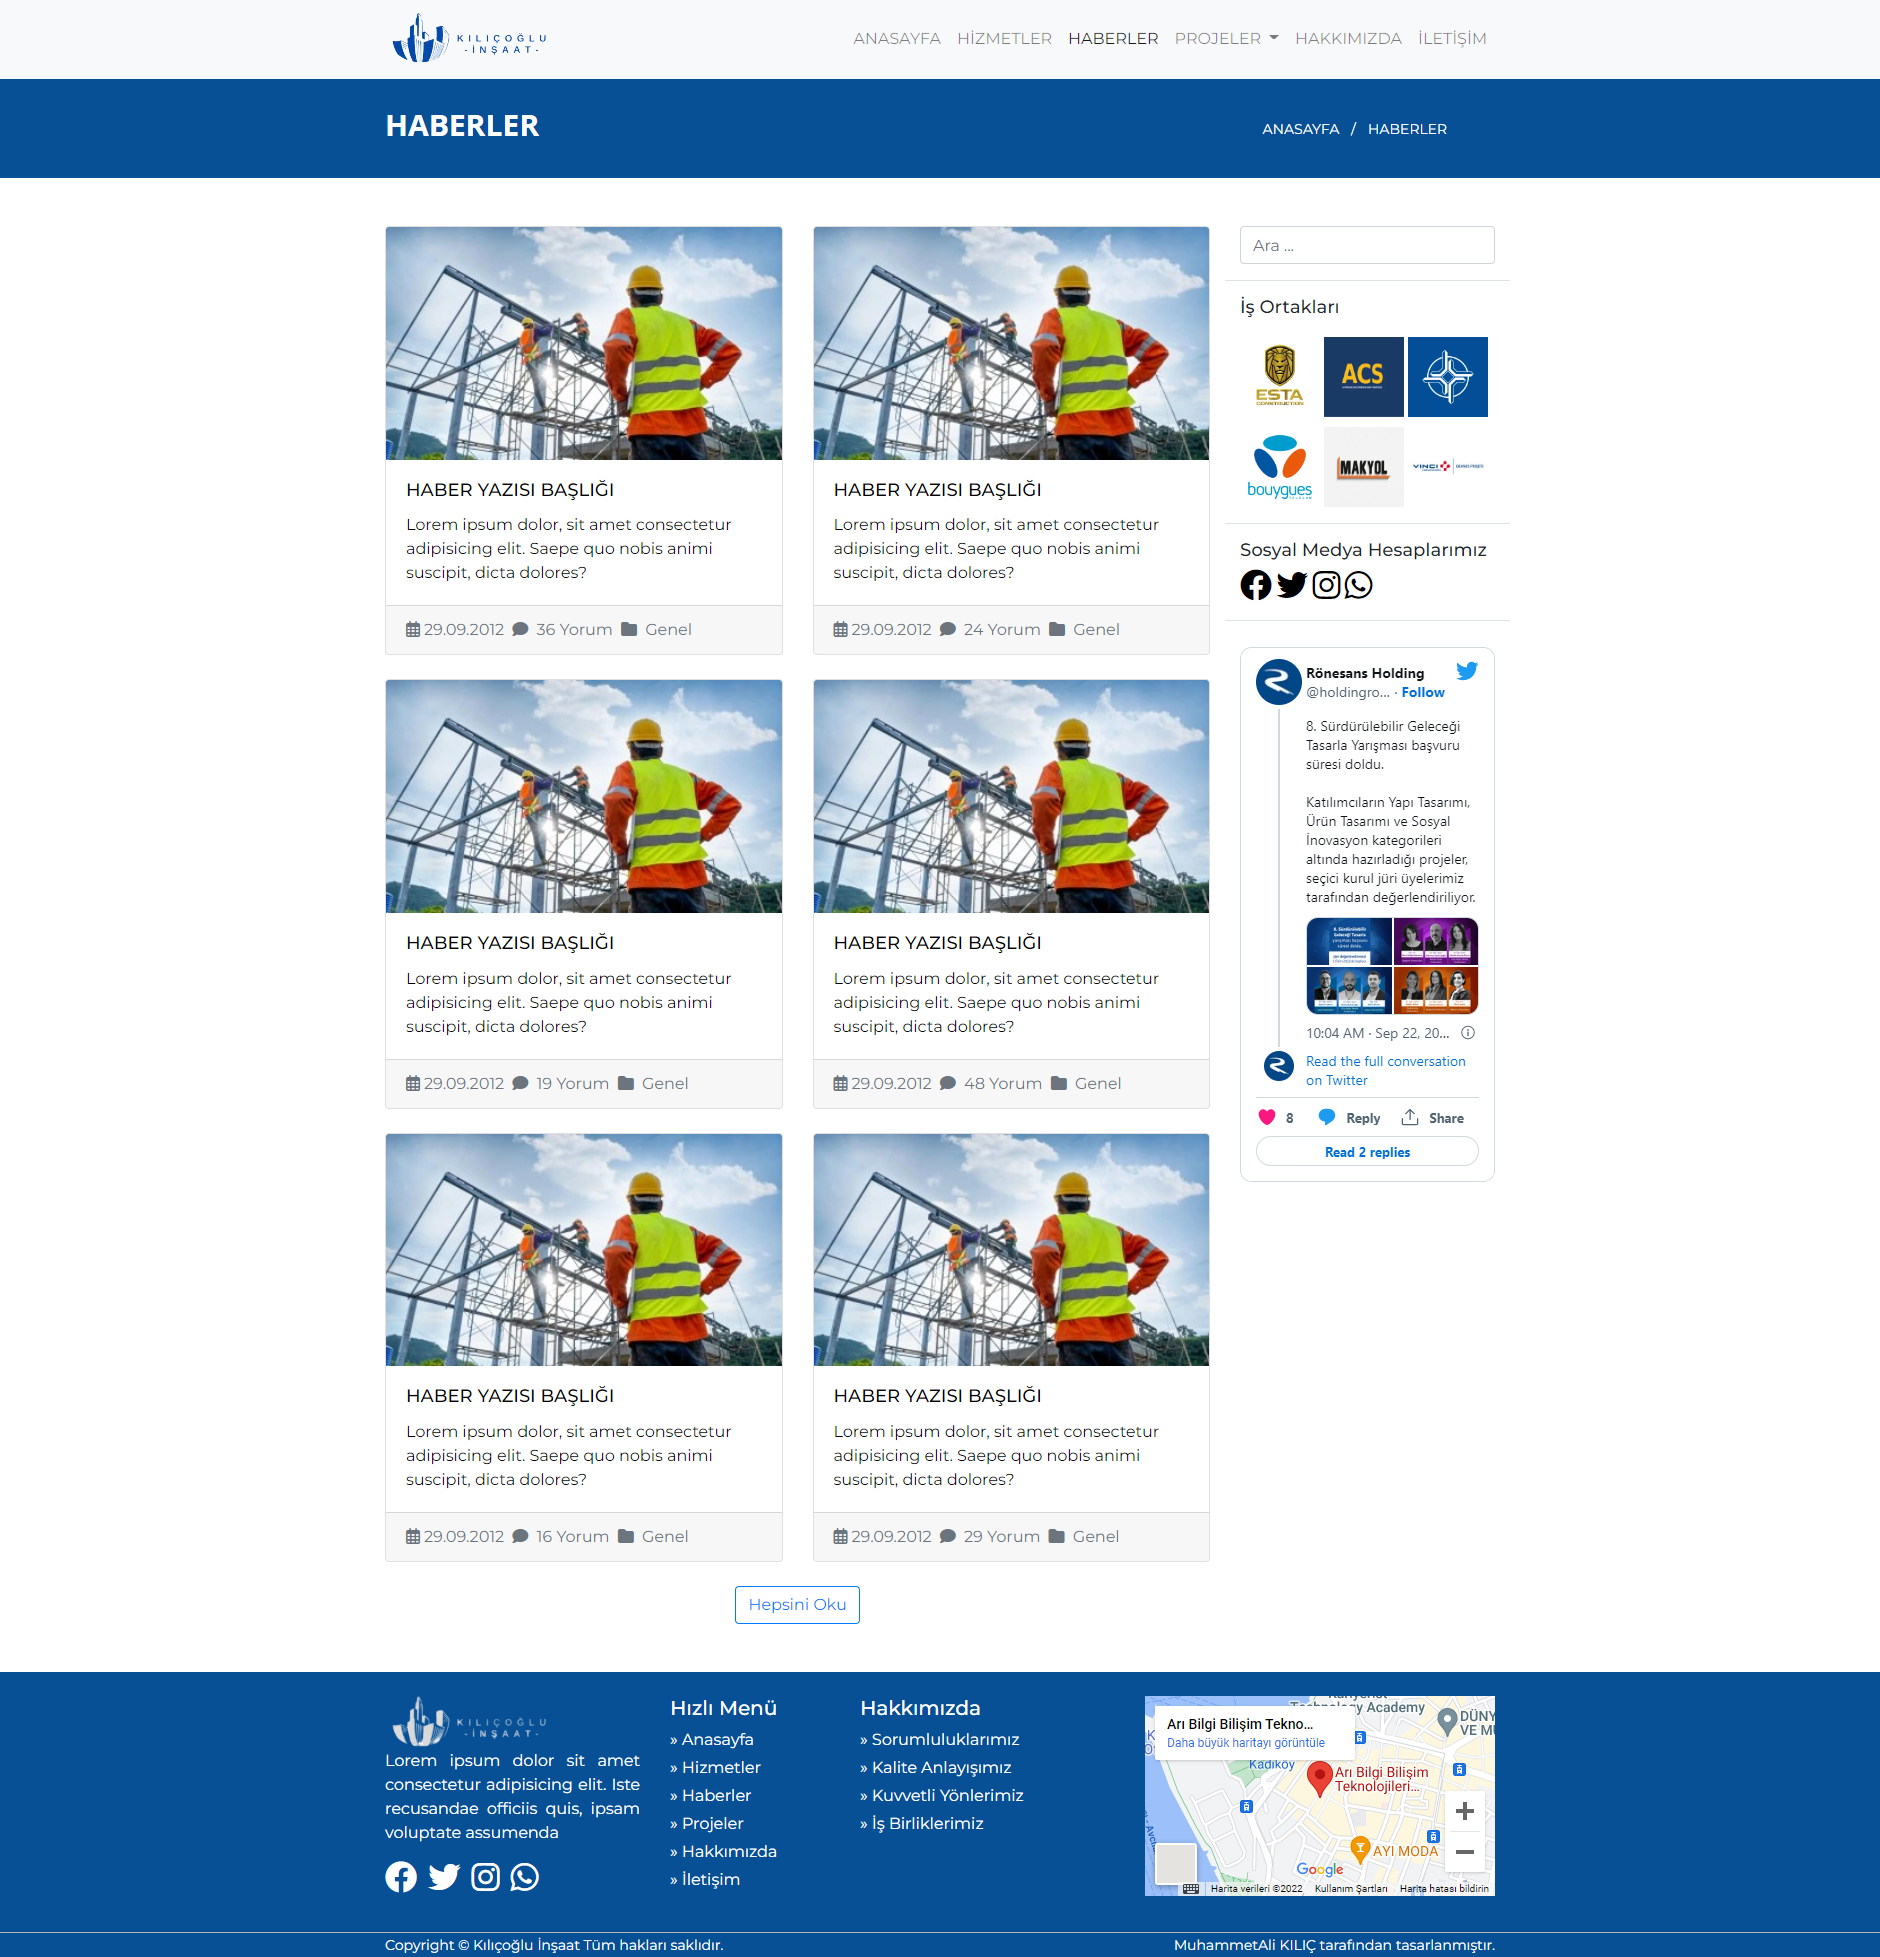 KILIÇOĞLU
-İNŞAAT-
ANASAYFA HİZMETLER HABERLER PROJELER HAKKIMIZDA İLETİŞİM
HABERLER
ANASAYFA / HABERLER
HABER YAZISI BAŞLIĞI
Lorem ipsum dolor, sit amet consectetur
adipisicing elit. Saepe quo nobis animi
suscipit, dicta dolores?
29.09.2012 36 Yorum Genel
HABER YAZISI BAŞLIĞI
Lorem ipsum dolor, sit amet consectetur
adipisicing elit. Saepe quo nobis animi
suscipit, dicta dolores?
29.09.2012 24 Yorum Genel
HABER YAZISI BAŞLIĞI
Lorem ipsum dolor, sit amet consectetur
adipisicing elit. Saepe quo nobis animi
suscipit, dicta dolores?
29.09.2012 19 Yorum Genel
HABER YAZISI BAŞLIĞI
Lorem ipsum dolor, sit amet consectetur
adipisicing elit. Saepe quo nobis animi
suscipit, dicta dolores?
29.09.2012 48 Yorum Genel
HABER YAZISI BAŞLIĞI
Lorem ipsum dolor, sit amet consectetur
adipisicing elit. Saepe quo nobis animi
suscipit, dicta dolores?
29.09.2012 16 Yorum Genel
HABER YAZISI BAŞLIĞI
Lorem ipsum dolor, sit amet consectetur
adipisicing elit. Saepe quo nobis animi
suscipit, dicta dolores?
29.09.2012 29 Yorum Genel
Hepsini Oku
Ara ...
İş Ortakları
ESTA
CONSTRUCTION
ACS
bouygues
TELECOM
MAKYOL
VINCI
Sosyal Medya Hesaplarımız
Rönesans Holding
@holdingro... · Follow
8. Sürdürülebilir Geleceği
Tasarla Yarışması başvuru
süresi doldu.
Katılımcıların Yapı Tasarımı,
Ürün Tasarımı ve Sosyal
İnovasyon kategorileri
altında hazırladığı projeler,
seçici kurul jüri üyelerimiz
tarafından değerlendiriliyor.
8. Sürdürülebilir
Geleceği Tasarla
yarışması başvuru
süresi doldu.
10:04 AM · Sep 22, 20...
Read the full conversation
on Twitter
8 Reply Share
Read 2 replies
KILIÇOĞLU
-İNŞAAT-
Lorem ipsum dolor sit amet
consectetur adipisicing elit. Iste
recusandae officiis quis, ipsam
voluptate assumenda
Hızlı Menü
» Anasayfa
» Hizmetler
» Haberler
» Projeler
» Hakkımızda
» İletişim
Hakkımızda
» Sorumluluklarımız
» Kalite Anlayışımız
» Kuvvetli Yönlerimiz
» İş Birliklerimiz
Technology Academy
Arı Bilgi Bilişim Tekno...
Daha büyük haritayı görüntüle
DÜNY
VE MÜ
Kadıköy
Arı Bilgi Bilişim
Teknolojileri...
AYI MODA
Google
Harita verileri ©2022 Kullanım Şartları Harita hatası bildirin
Copyright © Kılıçoğlu İnşaat Tüm hakları saklıdır.
MuhammetAli KILIÇ tarafından tasarlanmıştır.